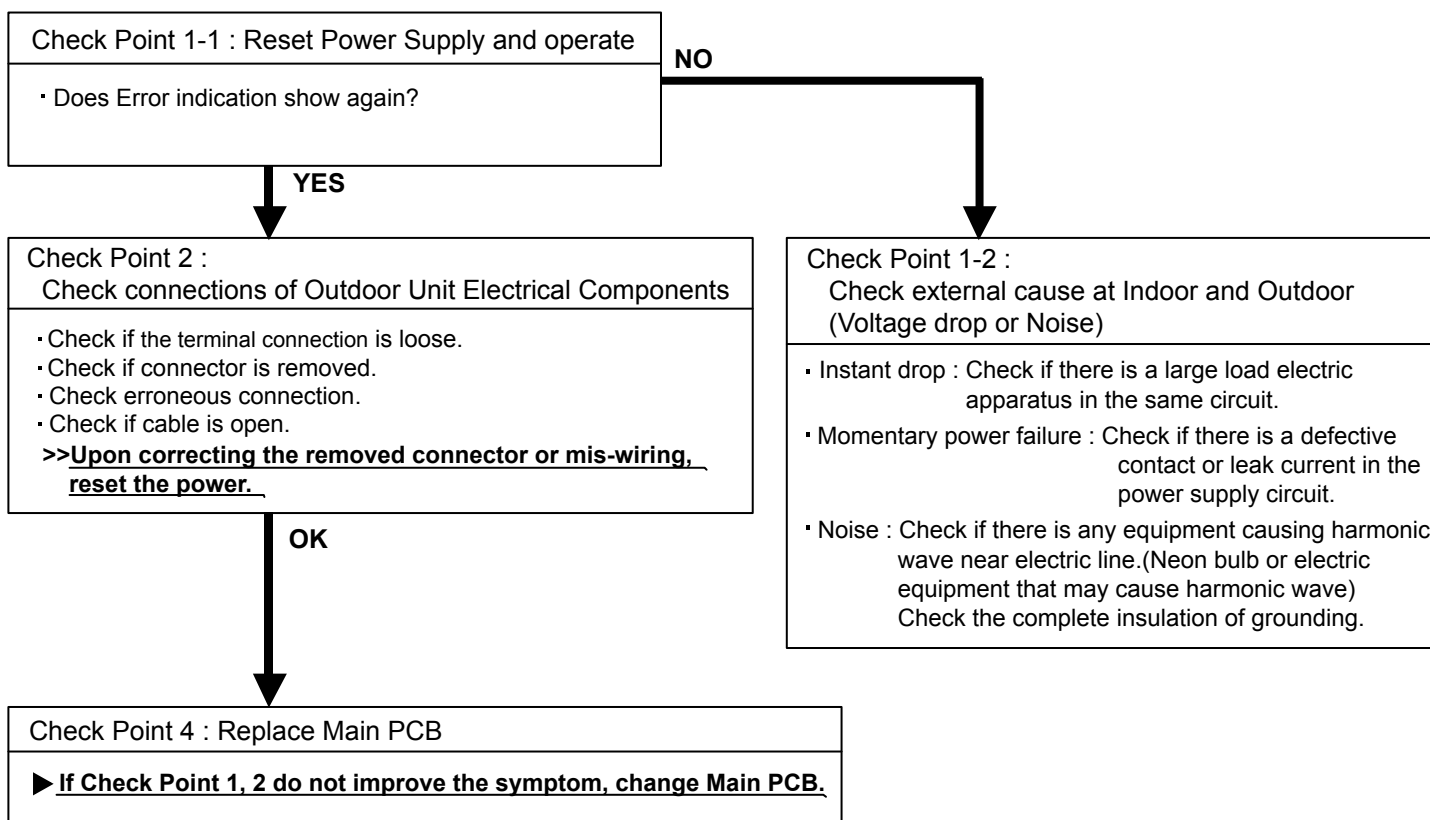 Check Point 1-1 : Reset Power Supply and operate
▪ Does Error indication show again?
NO
YES
Check Point 2 :
Check connections of Outdoor Unit Electrical Components
▪ Check if the terminal connection is loose.
▪ Check if connector is removed.
▪ Check erroneous connection.
▪ Check if cable is open.
>>Upon correcting the removed connector or mis-wiring,
reset the power.
OK
Check Point 1-2 :
Check external cause at Indoor and Outdoor
(Voltage drop or Noise)
▪ Instant drop : Check if there is a large load electric
apparatus in the same circuit.
▪ Momentary power failure : Check if there is a defective
contact or leak current in the
power supply circuit.
▪ Noise : Check if there is any equipment causing harmonic
wave near electric line.(Neon bulb or electric
equipment that may cause harmonic wave)
Check the complete insulation of grounding.
Check Point 4 : Replace Main PCB
▶ If Check Point 1, 2 do not improve the symptom, change Main PCB.